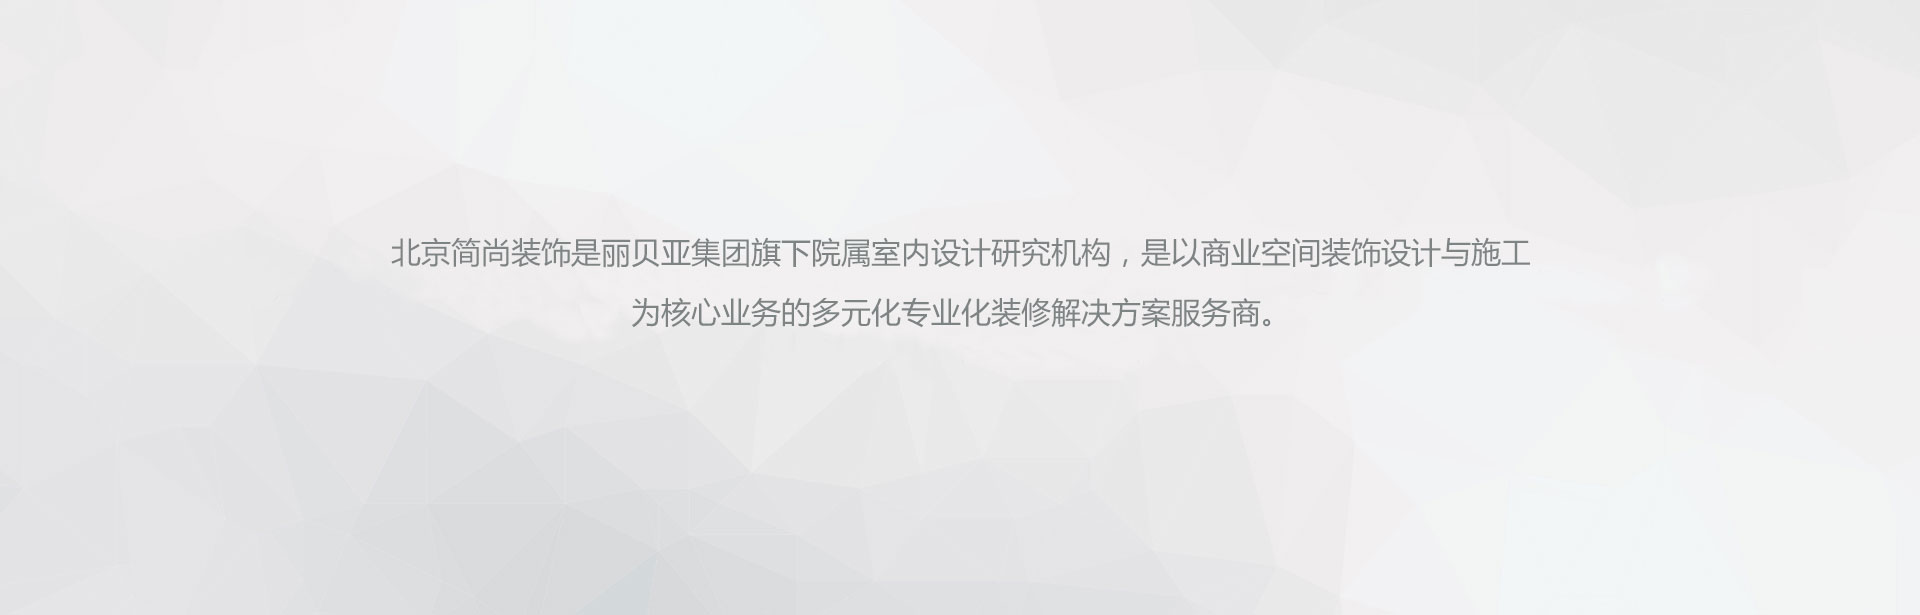 北京简尚装饰是丽贝亚集团旗下院属室内设计研究机构，是以商业空间装饰设计与施工
为核心业务的多元化专业化装修解决方案服务商。